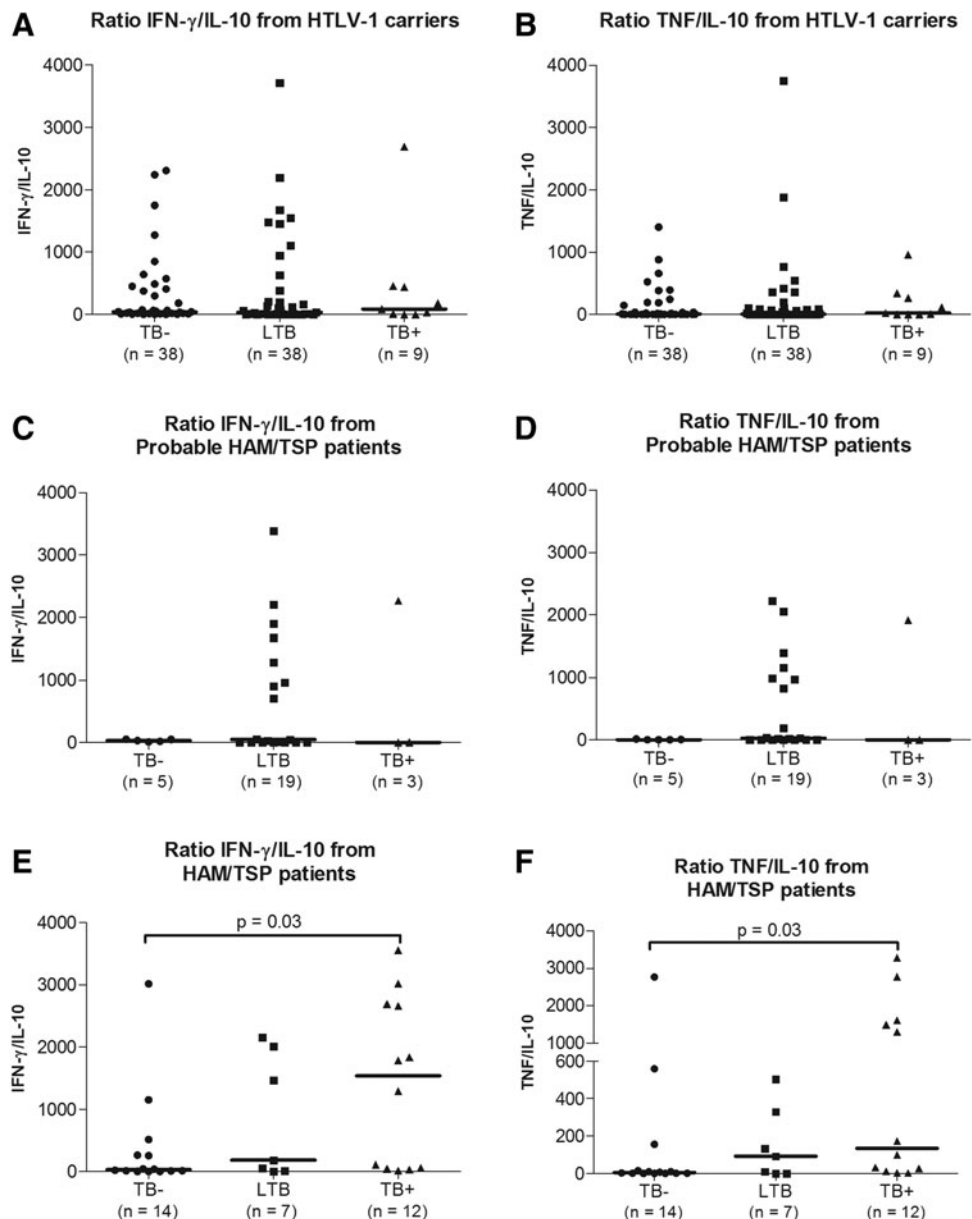 A
Ratio IFN-γ/IL-10 from HTLV-1 carriers
IFN-γ/IL-10
4000
3000
2000
1000
0
TB-
LTB
TB+
(n = 38)
(n = 38)
(n = 9)
B
Ratio TNF/IL-10 from HTLV-1 carriers
TNF/IL-10
4000
3000
2000
1000
0
TB-
LTB
TB+
(n = 38)
(n = 38)
(n = 9)
C
Ratio IFN-γ/IL-10 from
Probable HAM/TSP patients
IFN-γ/IL-10
4000
3000
2000
1000
0
TB-
LTB
TB+
(n = 5)
(n = 19)
(n = 3)
D
Ratio TNF/IL-10 from
Probable HAM/TSP patients
TNF/IL-10
4000
3000
2000
1000
0
TB-
LTB
TB+
(n = 5)
(n = 19)
(n = 3)
E
Ratio IFN-γ/IL-10 from
HAM/TSP patients
p = 0.03
IFN-γ/IL-10
4000
3000
2000
1000
0
TB-
LTB
TB+
(n = 14)
(n = 7)
(n = 12)
F
Ratio TNF/IL-10 from
HAM/TSP patients
p = 0.03
TNF/IL-10
4000
3000
2000
1000
600
400
200
0
TB-
LTB
TB+
(n = 14)
(n = 7)
(n = 12)